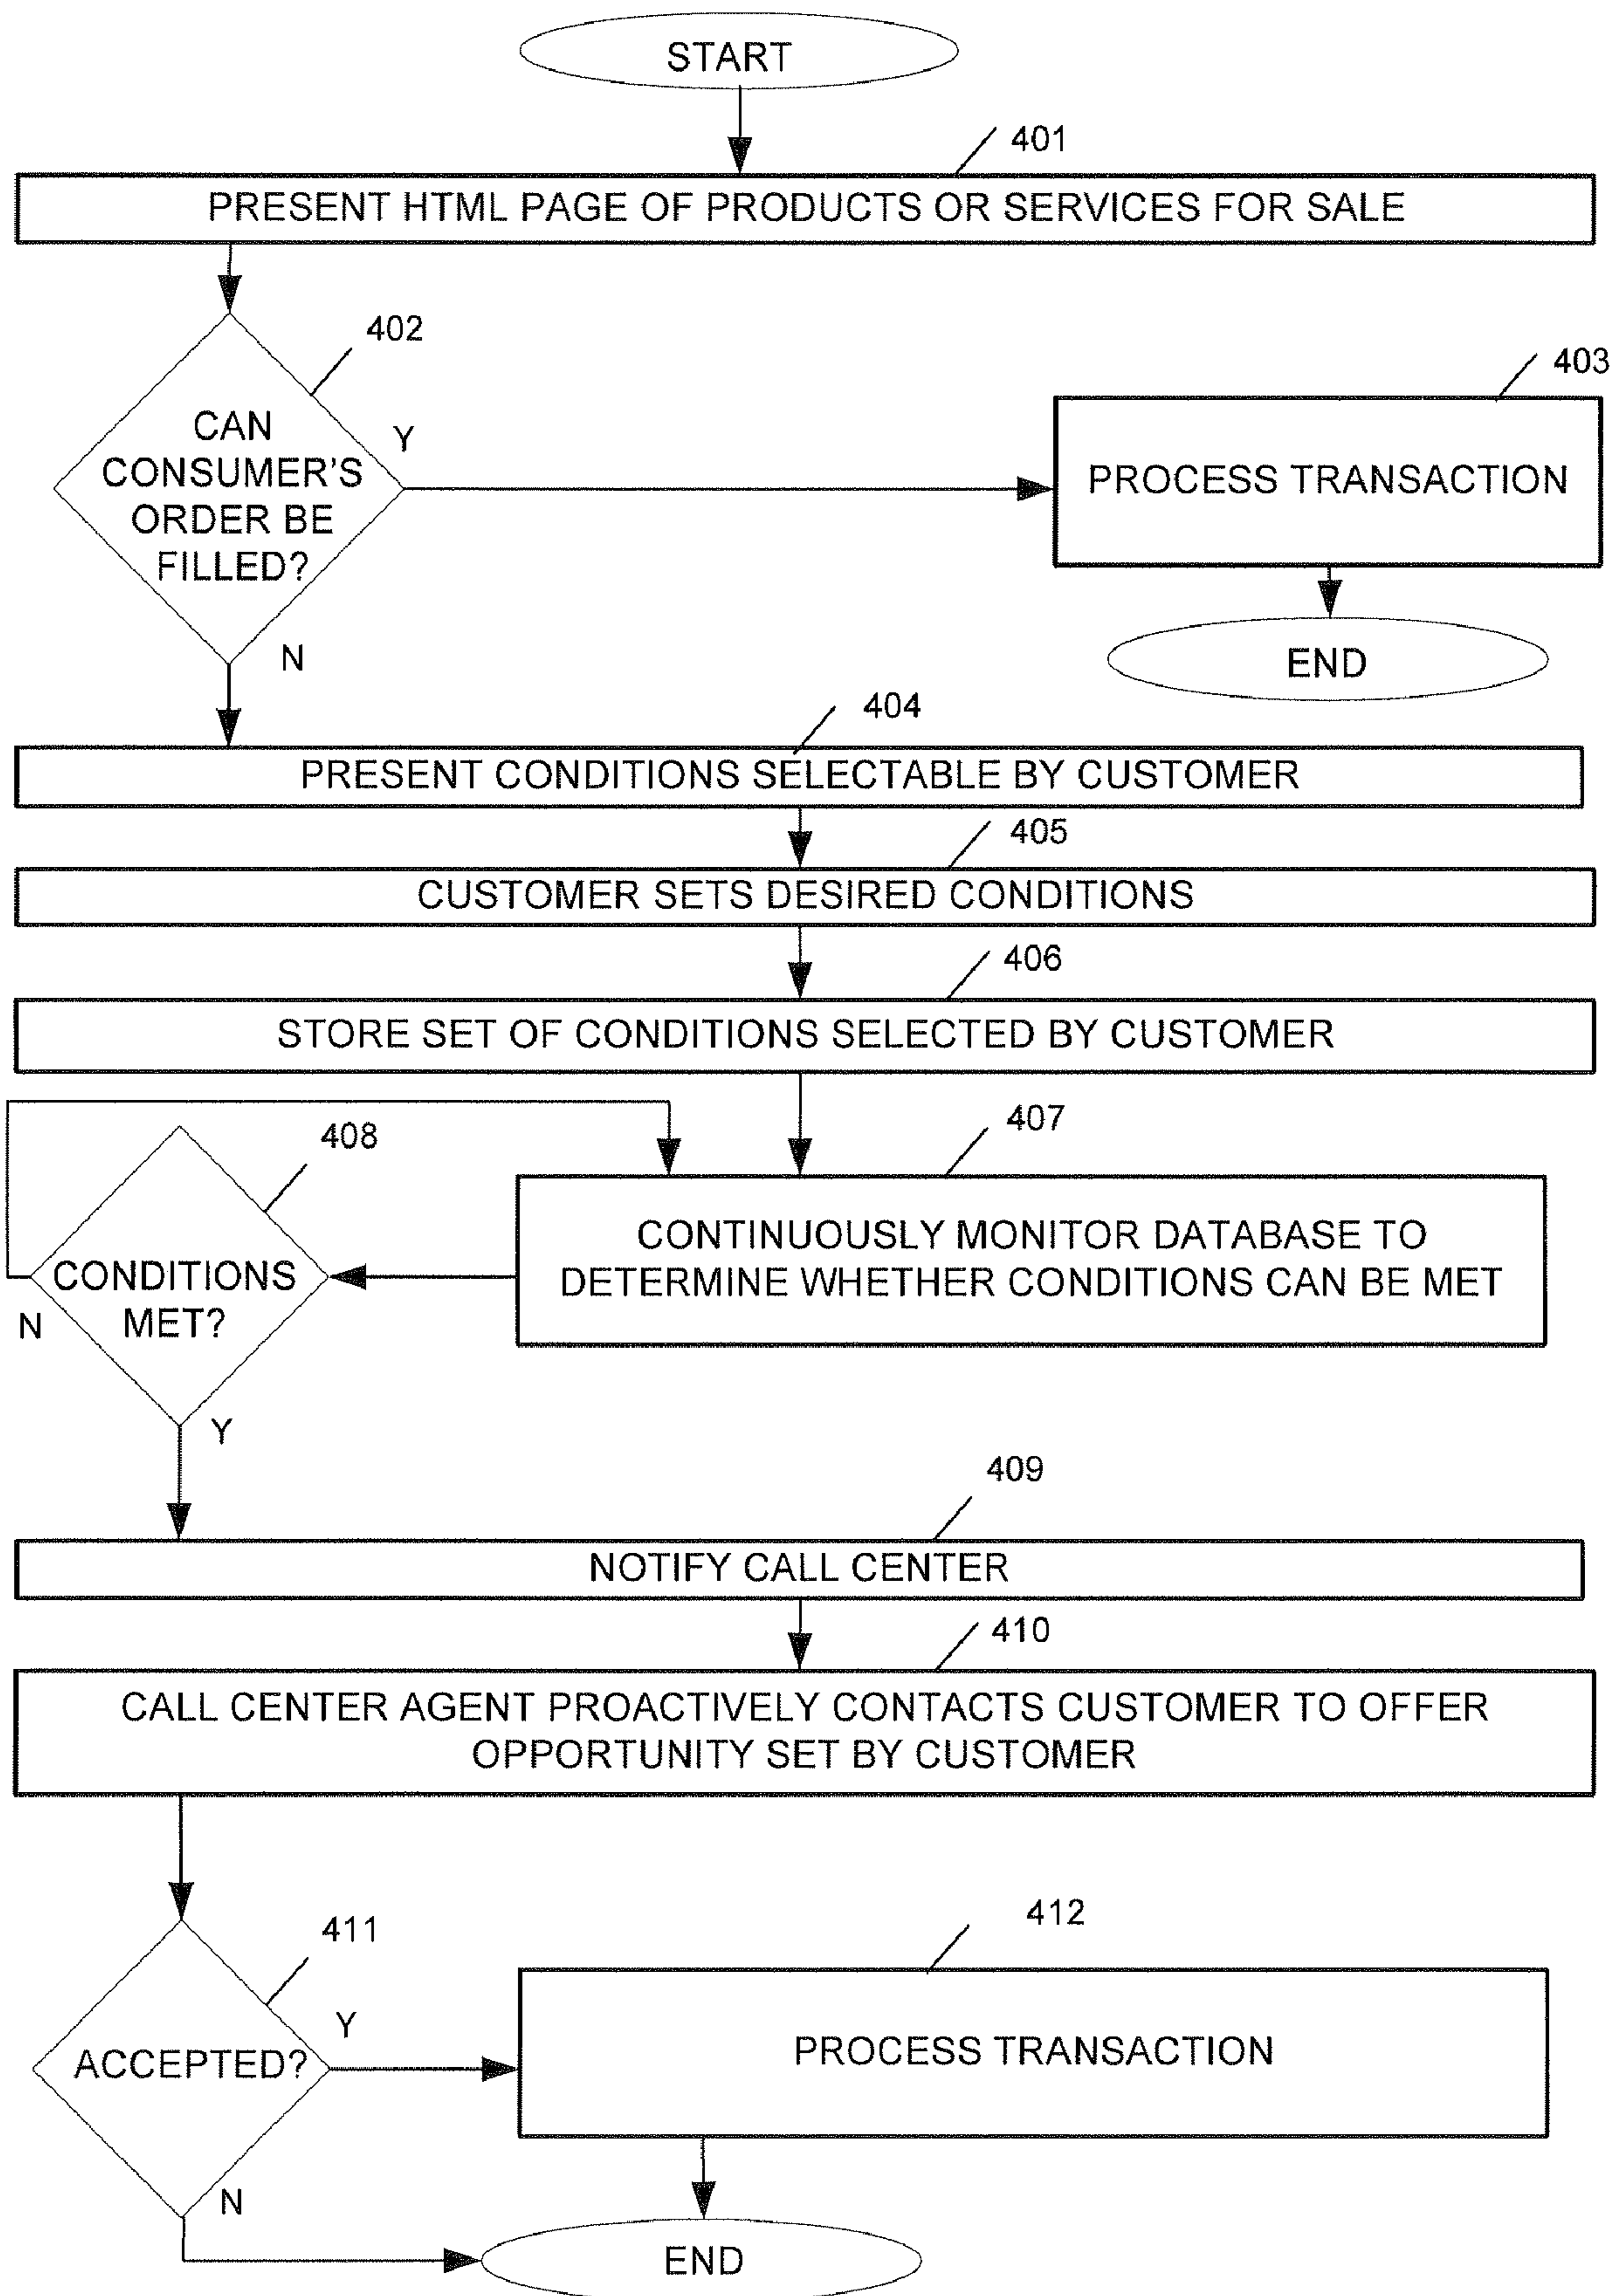 START
401
PRESENT HTML PAGE OF PRODUCTS OR SERVICES FOR SALE
402
403
CAN
CONSUMER'S
ORDER BE
FILLED?
Y
PROCESS TRANSACTION
N
END
404
PRESENT CONDITIONS SELECTABLE BY CUSTOMER
405
CUSTOMER SETS DESIRED CONDITIONS
406
STORE SET OF CONDITIONS SELECTED BY CUSTOMER
407
408
CONTINUOUSLY MONITOR DATABASE TO
DETERMINE WHETHER CONDITIONS CAN BE MET
CONDITIONS
MET?
N
Y
409
NOTIFY CALL CENTER
410
CALL CENTER AGENT PROACTIVELY CONTACTS CUSTOMER TO OFFER
OPPORTUNITY SET BY CUSTOMER
411
412
Y
ACCEPTED?
PROCESS TRANSACTION
N
END